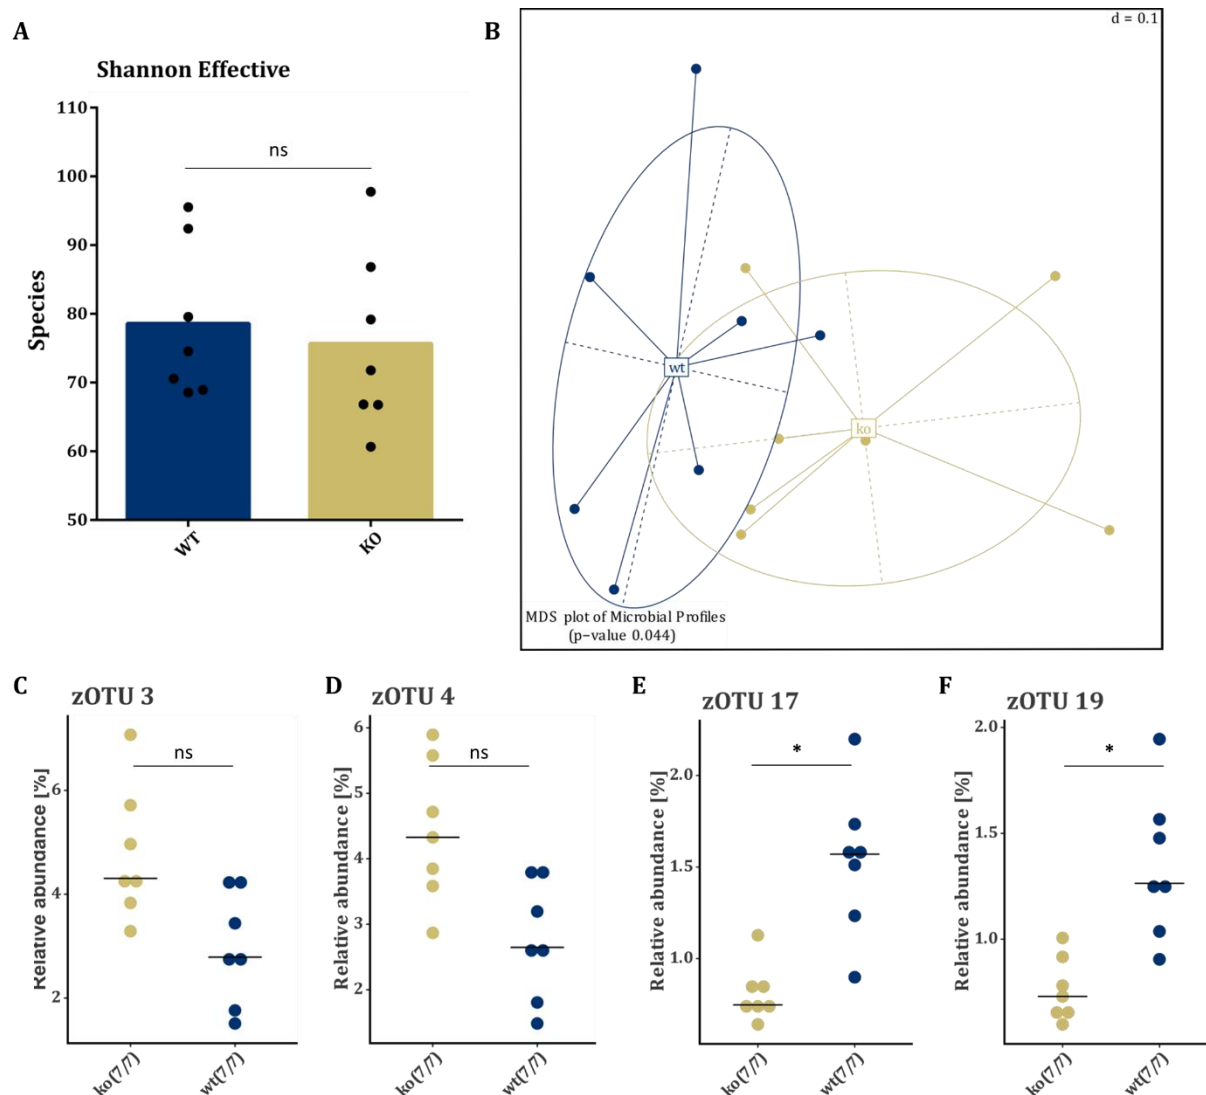 A
Shannon Effective
Species
110
100
90
80
70
60
50
ns
WT
KO
B
d = 0.1
wt
ko
MDS plot of Microbial Profiles
(p−value 0.044)
C
zOTU 3
Relative abundance [%]
6
4
2
ns
ko(7/7)
wt(7/7)
D
zOTU 4
Relative abundance [%]
6
5
4
3
2
ns
ko(7/7)
wt(7/7)
E
zOTU 17
Relative abundance [%]
2.0
1.5
1.0
*
ko(7/7)
wt(7/7)
F
zOTU 19
Relative abundance [%]
2.0
1.5
1.0
*
ko(7/7)
wt(7/7)